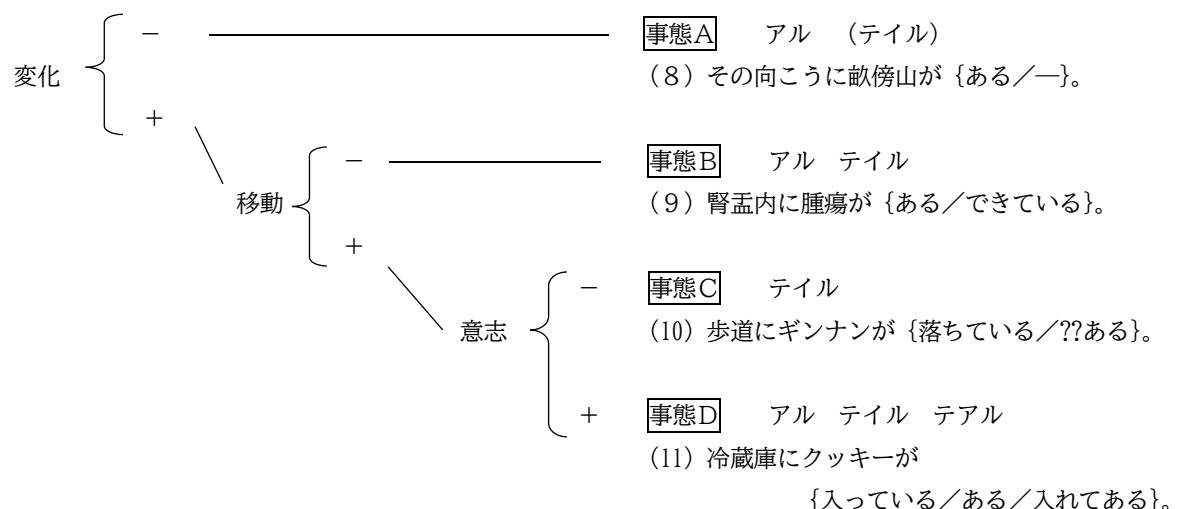 変化
－
事態A　アル　（テイル）
（8）その向こうに畝傍山が｛ある／―｝。
＋
移動
－
事態B　アル　テイル
（9）腎盂内に腫瘍が｛ある／できている｝。
＋
意志
－
事態C　テイル
（10）歩道にギンナンが｛落ちている／??ある｝。
＋
事態D　アル　テイル　テアル
（11）冷蔵庫にクッキーが
｛入っている／ある／入れてある｝。